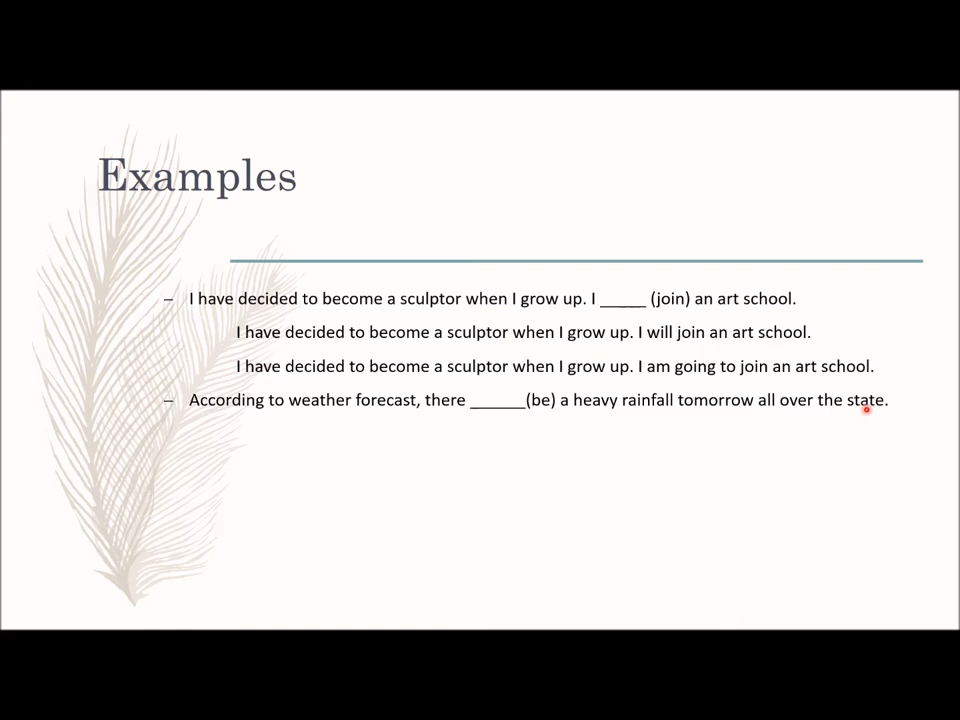 Examples
– I have decided to become a sculptor when I grow up. I _____ (join) an art school.
I have decided to become a sculptor when I grow up. I will join an art school.
I have decided to become a sculptor when I grow up. I am going to join an art school.
– According to weather forecast, there ______(be) a heavy rainfall tomorrow all over the state.